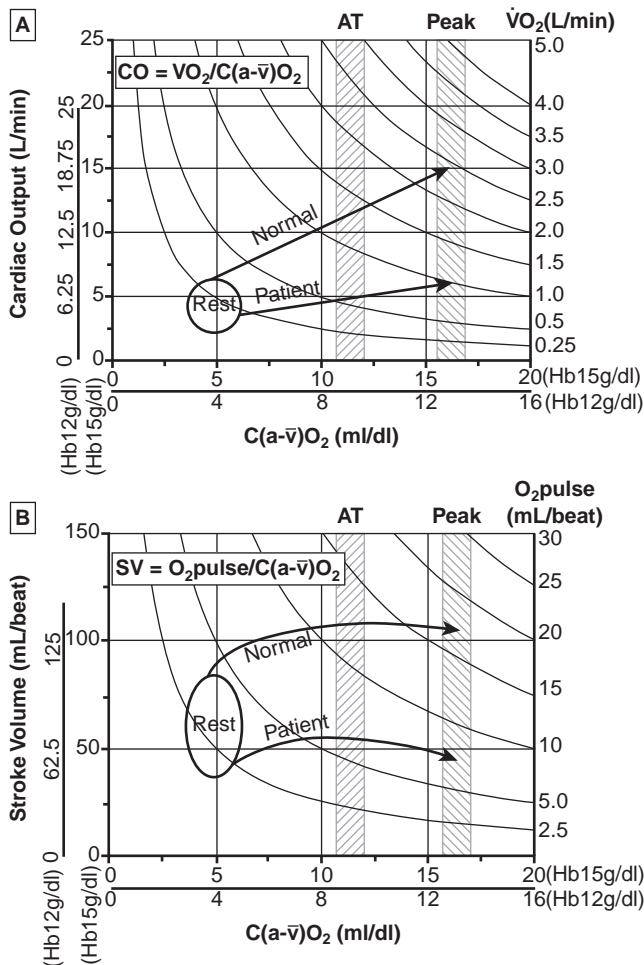 A
AT Peak V̇O₂(L/min)
CO = VO₂/C(a-v̅)O₂
Cardiac Output (L/min)
25 20 15 10 5 0
25 18.75 12.5 6.25 0
(Hb12g/dl)
(Hb15g/dl)
Normal
Patient
Rest
5.0
4.0
3.5
3.0
2.5
2.0
1.5
1.0
0.5
0.25
0 5 10 15 20(Hb15g/dl)
0 4 8 12 16(Hb12g/dl)
C(a-v̅)O₂ (ml/dl)
B
AT Peak O₂pulse
(mL/beat)
SV = O₂pulse/C(a-v̅)O₂
Stroke Volume (mL/beat)
150 100 50 0
125 62.5 0
(Hb12g/dl)
(Hb15g/dl)
Normal
Patient
Rest
30
25
20
15
10
5.0
2.5
0 5 10 15 20(Hb15g/dl)
0 4 8 12 16(Hb12g/dl)
C(a-v̅)O₂ (ml/dl)